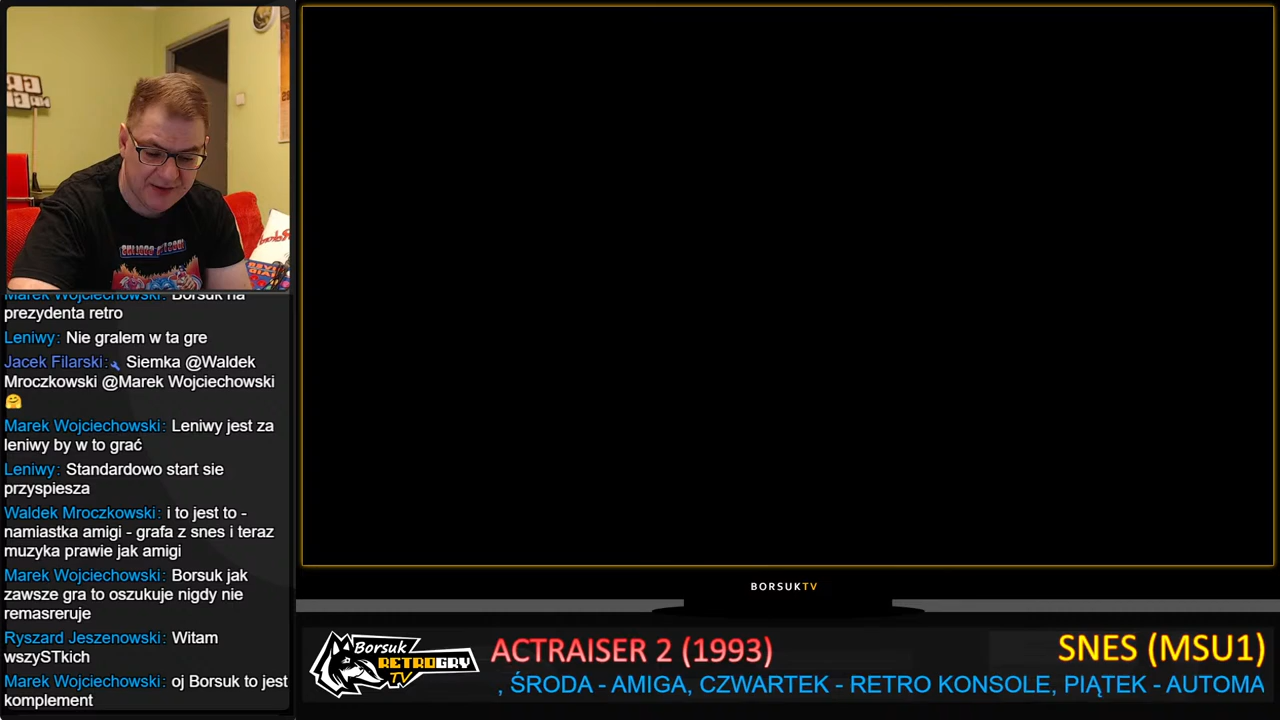 Marek Wojciechowski: Borsuk na
prezydenta retro
Leniwy: Nie gralem w ta gre
Jacek Filarski: Siemka @Waldek
Mroczkowski @Marek Wojciechowski
🤗
Marek Wojciechowski: Leniwy jest za
leniwy by w to grać
Leniwy: Standardowo start sie
przyspiesza
Waldek Mroczkowski: i to jest to -
namiastka amigi - grafa z snes i teraz
muzyka prawie jak amigi
Marek Wojciechowski: Borsuk jak
zawsze gra to oszukuje nigdy nie
remasreruje
Ryszard Jeszenowski: Witam
wszySTkich
Marek Wojciechowski: oj Borsuk to jest
komplement
BORSUKTV
Borsuk
RETROGRY
TV
ACTRAISER 2 (1993)
SNES (MSU1)
, ŚRODA - AMIGA, CZWARTEK - RETRO KONSOLE, PIĄTEK - AUTOMA